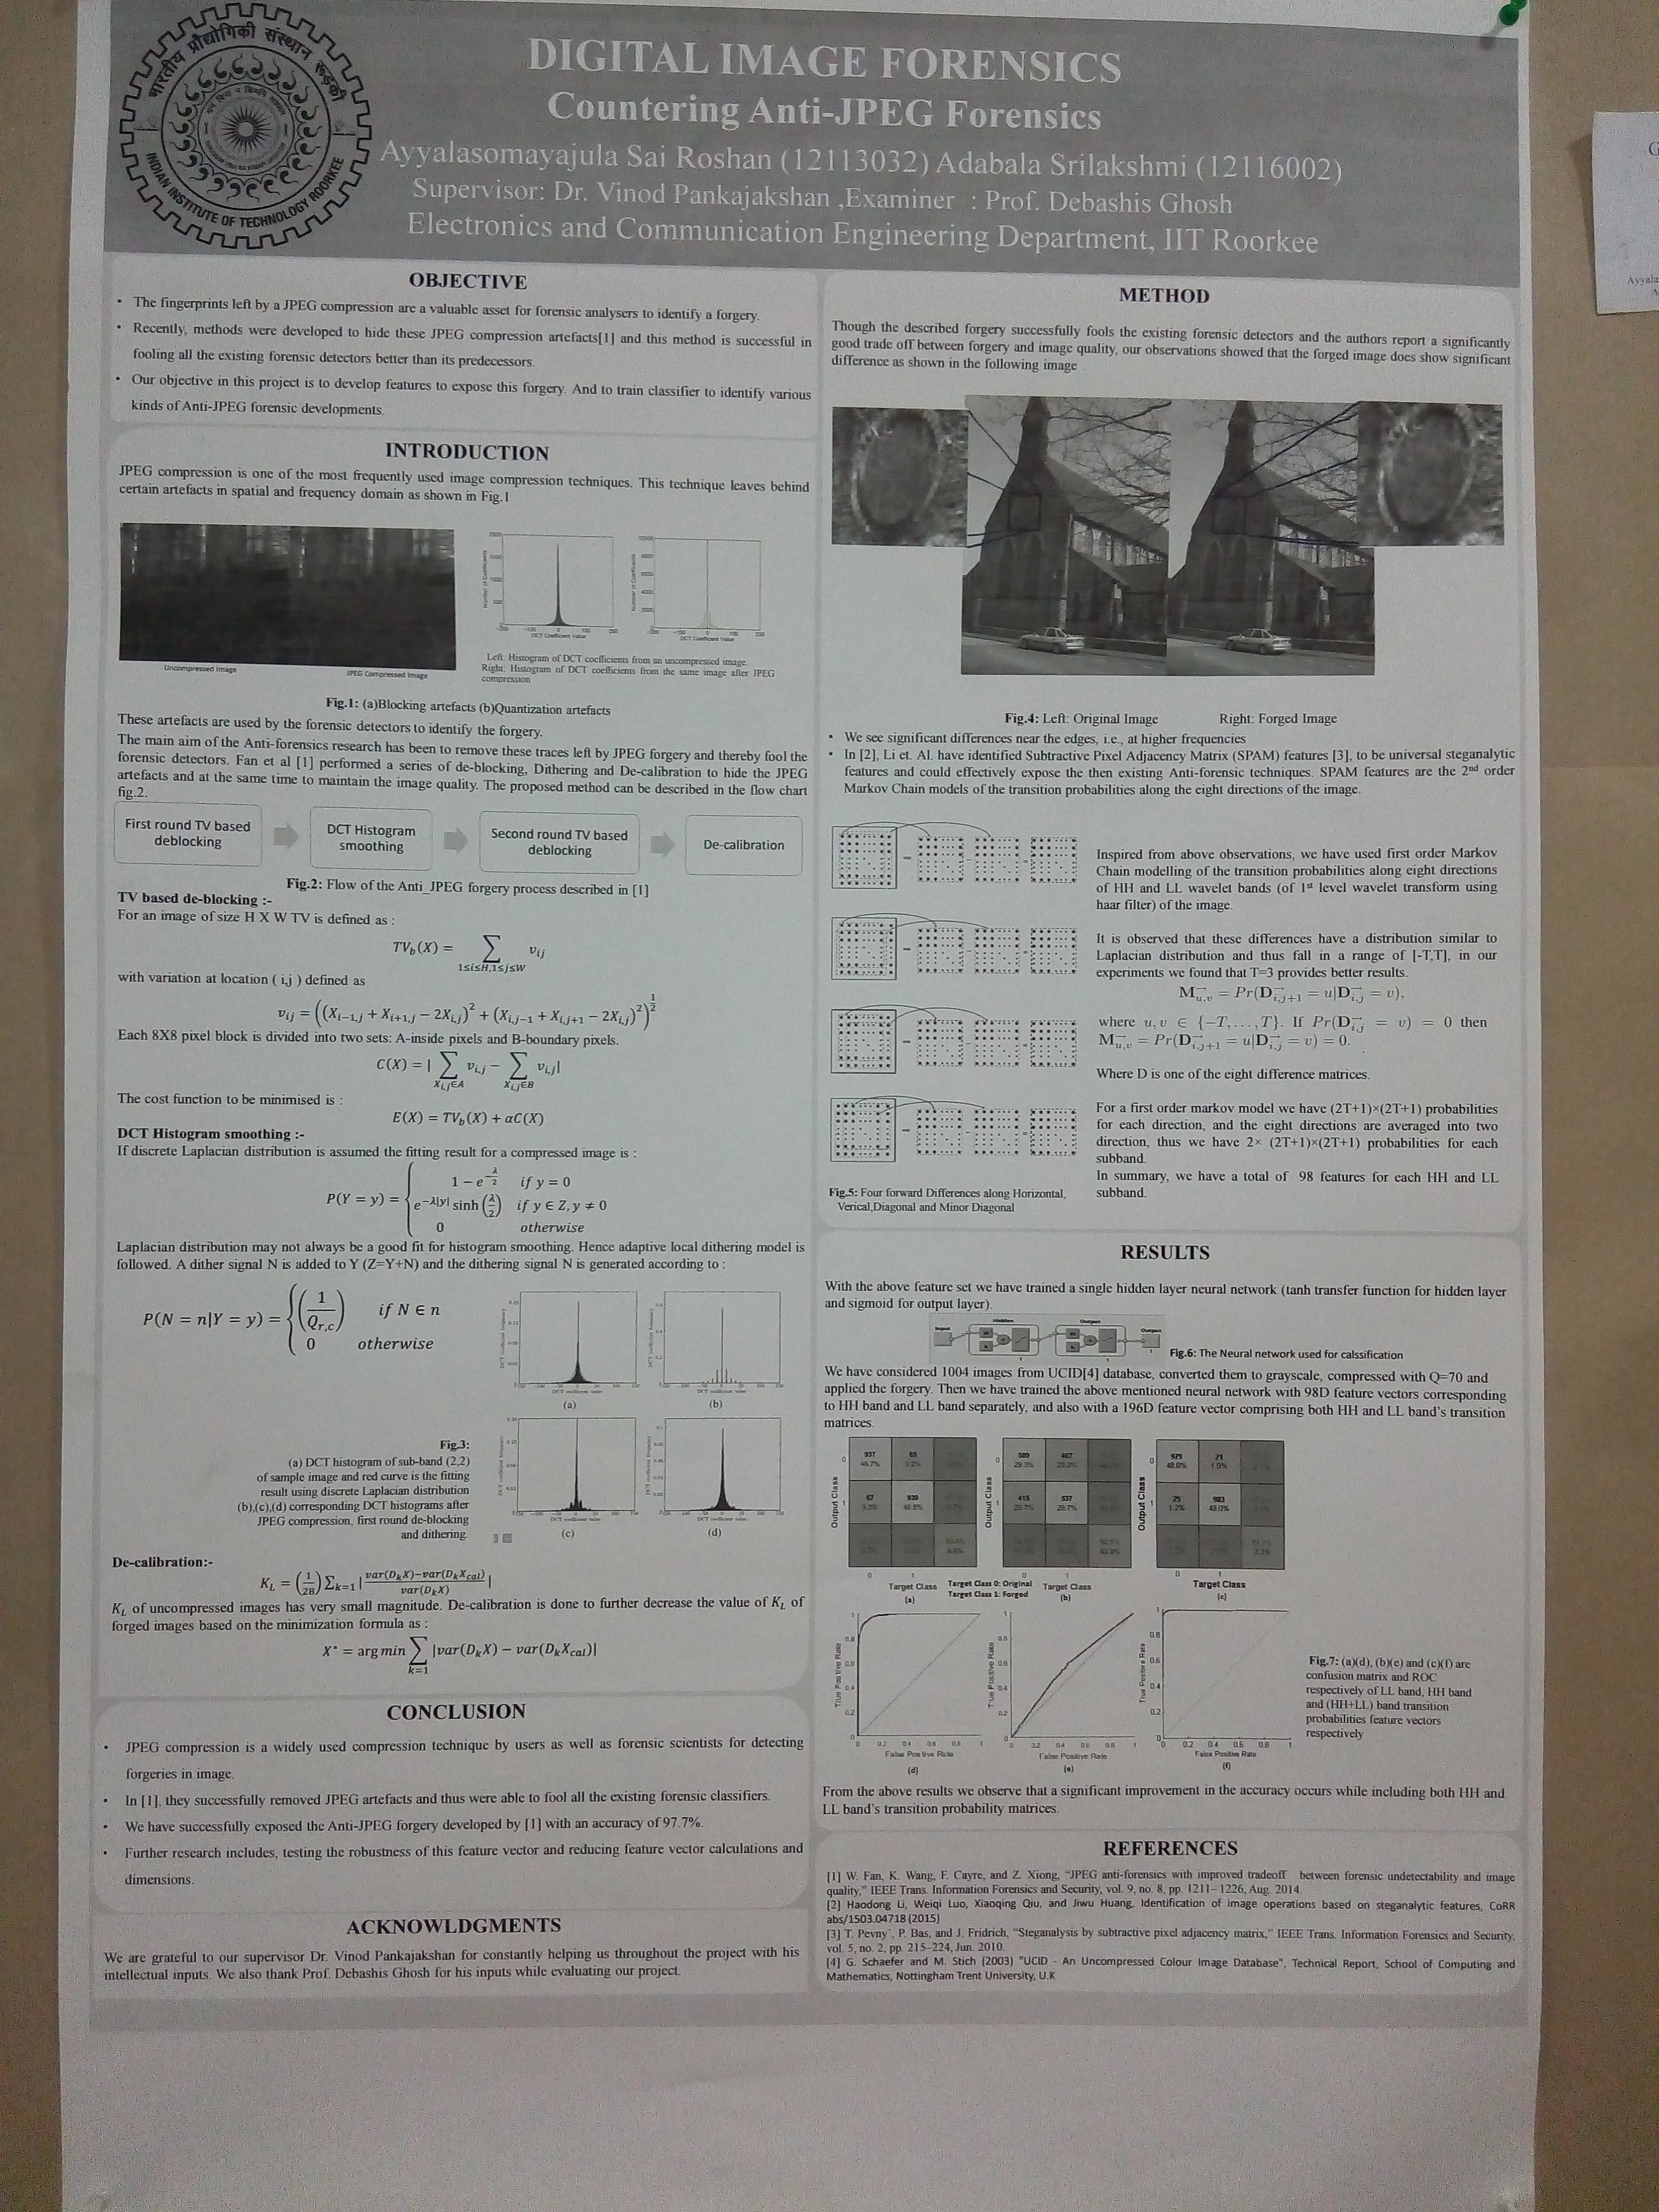 भारतीय प्रौद्योगिकी संस्थान रूड़की
INDIAN INSTITUTE OF TECHNOLOGY ROORKEE
DIGITAL IMAGE FORENSICS
Countering Anti-JPEG Forensics
Ayyalasomayajula Sai Roshan (12113032) Adabala Srilakshmi (12116002)
Supervisor: Dr. Vinod Pankajakshan ,Examiner : Prof. Debashis Ghosh
Electronics and Communication Engineering Department, IIT Roorkee
OBJECTIVE
• The fingerprints left by a JPEG compression are a valuable asset for forensic analysers to identify a forgery.
• Recently, methods were developed to hide these JPEG compression artefacts[1] and this method is successful in
fooling all the existing forensic detectors better than its predecessors.
• Our objective in this project is to develop features to expose this forgery. And to train classifier to identify various
kinds of Anti-JPEG forensic developments.
INTRODUCTION
JPEG compression is one of the most frequently used image compression techniques. This technique leaves behind
certain artefacts in spatial and frequency domain as shown in Fig.1
Uncompressed Image
JPEG Compressed Image
Number of Coefficients
DCT Coefficient Value
Number of Coefficients
DCT Coefficient Value
Left: Histogram of DCT coefficients from an uncompressed image.
Right: Histogram of DCT coefficients from the same image after JPEG
compression
Fig.1: (a)Blocking artefacts (b)Quantization artefacts
These artefacts are used by the forensic detectors to identify the forgery.
The main aim of the Anti-forensics research has been to remove these traces left by JPEG forgery and thereby fool the
forensic detectors. Fan et al [1] performed a series of de-blocking, Dithering and De-calibration to hide the JPEG
artefacts and at the same time to maintain the image quality. The proposed method can be described in the flow chart
fig.2.
First round TV based
deblocking
DCT Histogram
smoothing
Second round TV based
deblocking
De-calibration
Fig.2: Flow of the Anti_JPEG forgery process described in [1]
TV based de-blocking :-
For an image of size H X W TV is defined as :
TV_b(X) = ∑_{1≤i≤H,1≤j≤W} v_{ij}
with variation at location ( i,j ) defined as
v_{ij} = ((X_{i−1,j} + X_{i+1,j} − 2X_{i,j})² + (X_{i,j−1} + X_{i,j+1} − 2X_{i,j})²)^{1/2}
Each 8X8 pixel block is divided into two sets: A-inside pixels and B-boundary pixels.
C(X) = | ∑_{X_{i,j}∈A} v_{i,j} − ∑_{X_{i,j}∈B} v_{i,j}|
The cost function to be minimised is :
E(X) = TV_b(X) + αC(X)
DCT Histogram smoothing :-
If discrete Laplacian distribution is assumed the fitting result for a compressed image is :
P(Y = y) = { 1 − e^{−λ/2} if y = 0
e^{−λ|y|} sinh(λ/2) if y ∈ Z, y ≠ 0
0 otherwise
Laplacian distribution may not always be a good fit for histogram smoothing. Hence adaptive local dithering model is
followed. A dither signal N is added to Y (Z=Y+N) and the dithering signal N is generated according to :
P(N = n|Y = y) = { (1/Q_{r,c}) if N ∈ n
0 otherwise
(a)
(b)
(c)
(d)
Fig.3:
(a) DCT histogram of sub-band (2,2)
of sample image and red curve is the fitting
result using discrete Laplacian distribution
(b),(c),(d) corresponding DCT histograms after
JPEG compression, first round de-blocking
and dithering.
De-calibration:-
K_L = (1/28) ∑_{k=1} | (var(D_kX)−var(D_kX_{cal})) / var(D_kX) |
K_L of uncompressed images has very small magnitude. De-calibration is done to further decrease the value of K_L of
forged images based on the minimization formula as :
X* = arg min ∑_{k=1} |var(D_kX) − var(D_kX_{cal})|
CONCLUSION
• JPEG compression is a widely used compression technique by users as well as forensic scientists for detecting
forgeries in image.
• In [1], they successfully removed JPEG artefacts and thus were able to fool all the existing forensic classifiers.
• We have successfully exposed the Anti-JPEG forgery developed by [1] with an accuracy of 97.7%.
• Further research includes, testing the robustness of this feature vector and reducing feature vector calculations and
dimensions.
ACKNOWLDGMENTS
We are grateful to our supervisor Dr. Vinod Pankajakshan for constantly helping us throughout the project with his
intellectual inputs. We also thank Prof. Debashis Ghosh for his inputs while evaluating our project.
METHOD
Though the described forgery successfully fools the existing forensic detectors and the authors report a significantly
good trade off between forgery and image quality, our observations showed that the forged image does show significant
difference as shown in the following image
Fig.4: Left: Original Image Right: Forged Image
• We see significant differences near the edges, i.e., at higher frequencies
• In [2], Li et. Al. have identified Subtractive Pixel Adjacency Matrix (SPAM) features [3], to be universal steganalytic
features and could effectively expose the then existing Anti-forensic techniques. SPAM features are the 2nd order
Markov Chain models of the transition probabilities along the eight directions of the image.
Inspired from above observations, we have used first order Markov
Chain modelling of the transition probabilities along eight directions
of HH and LL wavelet bands (of 1st level wavelet transform using
haar filter) of the image.
It is observed that these differences have a distribution similar to
Laplacian distribution and thus fall in a range of [-T,T], in our
experiments we found that T=3 provides better results.
M→_{u,v} = Pr(D→_{i,j+1} = u|D→_{i,j} = v),
where u, v ∈ {−T, . . . , T}. If Pr(D→_{i,j} = v) = 0 then
M→_{u,v} = Pr(D→_{i,j+1} = u|D→_{i,j} = v) = 0.
Where D is one of the eight difference matrices.
For a first order markov model we have (2T+1)×(2T+1) probabilities
for each direction, and the eight directions are averaged into two
direction, thus we have 2× (2T+1)×(2T+1) probabilities for each
subband.
In summary, we have a total of 98 features for each HH and LL
subband.
Fig.5: Four forward Differences along Horizontal,
Verical,Diagonal and Minor Diagonal
RESULTS
With the above feature set we have trained a single hidden layer neural network (tanh transfer function for hidden layer
and sigmoid for output layer).
Input Hidden Output Output
Fig.6: The Neural network used for calssification
We have considered 1004 images from UCID[4] database, converted them to grayscale, compressed with Q=70 and
applied the forgery. Then we have trained the above mentioned neural network with 98D feature vectors corresponding
to HH band and LL band separately, and also with a 196D feature vector comprising both HH and LL band's transition
matrices.
Output Class
937
46.7%
65
3.2%
67
3.3%
939
46.8%
Target Class
(a)
Output Class
589
29.3%
467
415
20.7%
537
26.7%
Target Class
(b)
Output Class
979
48.8%
21
1.0%
25
1.2%
983
49.0%
Target Class
(c)
Target Class 0: Original
Target Class 1: Forged
True Positive Rate
0 0.2 0.4 0.6 0.8 1
False Positive Rate
(d)
True Positive Rate
0 0.2 0.4 0.6 0.8 1
False Positive Rate
(e)
True Positive Rate
0 0.2 0.4 0.6 0.8 1
False Positive Rate
(f)
Fig.7: (a)(d), (b)(e) and (c)(f) are
confusion matrix and ROC
respectively of LL band, HH band
and (HH+LL) band transition
probabilities feature vectors
respectively
From the above results we observe that a significant improvement in the accuracy occurs while including both HH and
LL band's transition probability matrices.
REFERENCES
[1] W. Fan, K. Wang, F. Cayre, and Z. Xiong, "JPEG anti-forensics with improved tradeoff between forensic undetectability and image
quality," IEEE Trans. Information Forensics and Security, vol. 9, no. 8, pp. 1211–1226, Aug. 2014.
[2] Haodong Li, Weiqi Luo, Xiaoqing Qiu, and Jiwu Huang, Identification of image operations based on steganalytic features, CoRR
abs/1503.04718 (2015)
[3] T. Pevny´, P. Bas, and J. Fridrich, "Steganalysis by subtractive pixel adjacency matrix," IEEE Trans. Information Forensics and Security,
vol. 5, no. 2, pp. 215–224, Jun. 2010.
[4] G. Schaefer and M. Stich (2003) "UCID - An Uncompressed Colour Image Database", Technical Report, School of Computing and
Mathematics, Nottingham Trent University, U.K